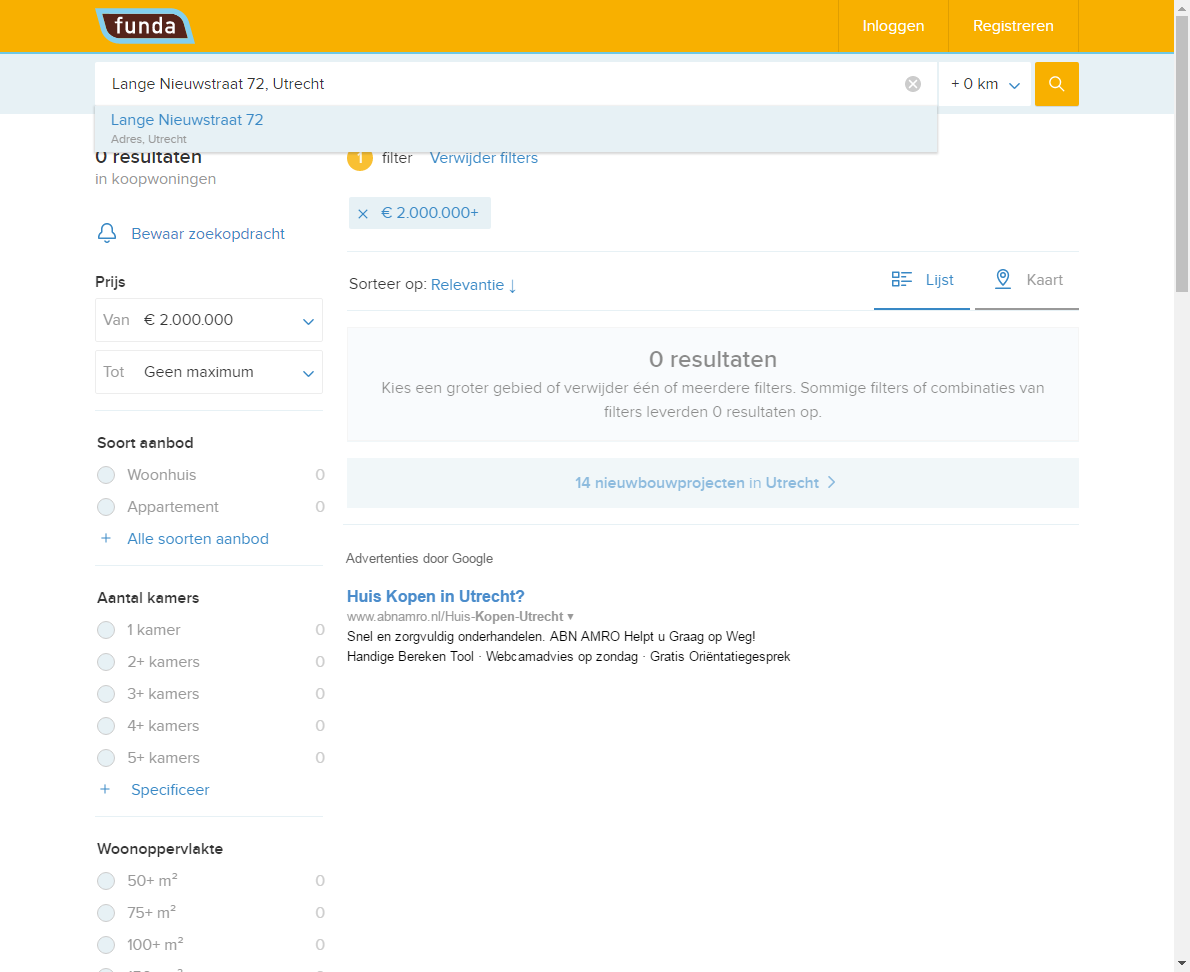 funda
Inloggen
Registreren
Lange Nieuwstraat 72, Utrecht
+ 0 km
Lange Nieuwstraat 72
Adres, Utrecht
0 resultaten
in koopwoningen
1 filter Verwijder filters
€ 2.000.000+
Bewaar zoekopdracht
Sorteer op: Relevantie ↓
Lijst
Kaart
Prijs
Van € 2.000.000
Tot Geen maximum
0 resultaten
Kies een groter gebied of verwijder één of meerdere filters. Sommige filters of combinaties van
filters leverden 0 resultaten op.
14 nieuwbouwprojecten in Utrecht
Soort aanbod
Woonhuis 0
Appartement 0
+ Alle soorten aanbod
Advertenties door Google
Huis Kopen in Utrecht?
www.abnamro.nl/Huis-Kopen-Utrecht ▼
Snel en zorgvuldig onderhandelen. ABN AMRO Helpt u Graag op Weg!
Handige Bereken Tool · Webcamadvies op zondag · Gratis Oriëntatiegesprek
Aantal kamers
1 kamer 0
2+ kamers 0
3+ kamers 0
4+ kamers 0
5+ kamers 0
+ Specificeer
Woonoppervlakte
50+ m² 0
75+ m² 0
100+ m² 0